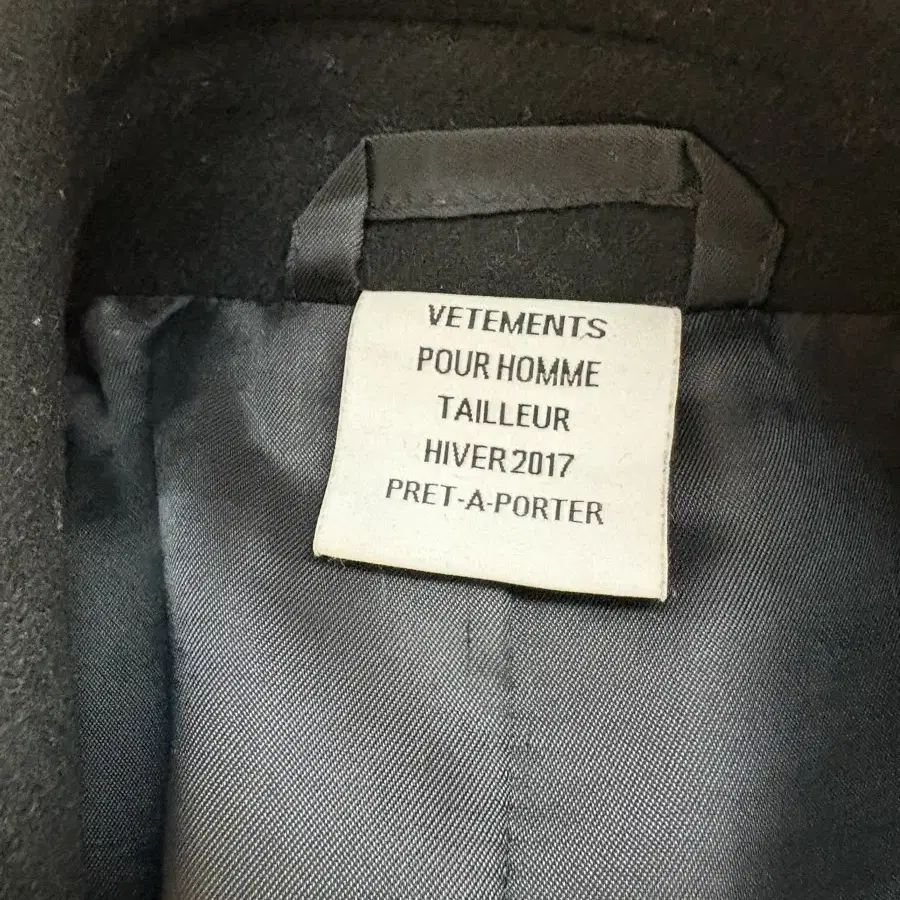 VETEMENTS
POUR HOMME
TAILLEUR
HIVER 2017
PRET-A-PORTER